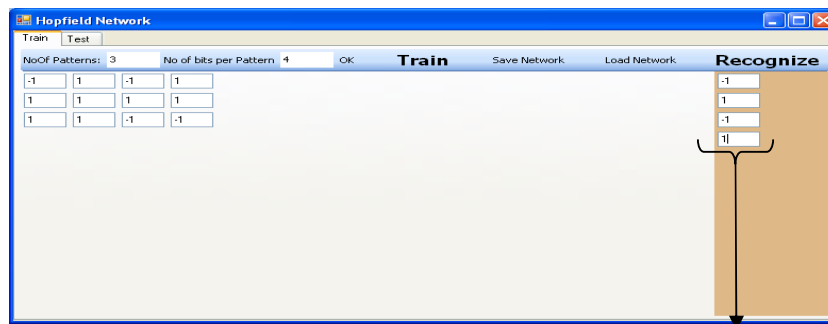 Hopfield Network
Train Test
NoOf Patterns: 3 No of bits per Pattern 4 OK Train Save Network Load Network Recognize
-1 1 -1 1 -1
1 1 1 1 1
1 1 -1 -1 -1
1